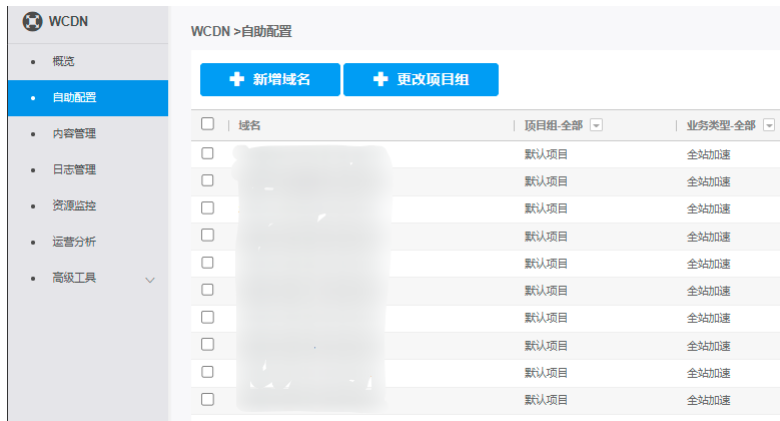 WCDN
WCDN >自助配置
概览
自助配置
内容管理
日志管理
资源监控
运营分析
高级工具
新增域名 更改项目组
域名 项目组-全部 业务类型-全部
默认项目 全站加速
默认项目 全站加速
默认项目 全站加速
默认项目 全站加速
默认项目 全站加速
默认项目 全站加速
默认项目 全站加速
默认项目 全站加速
默认项目 全站加速
默认项目 全站加速